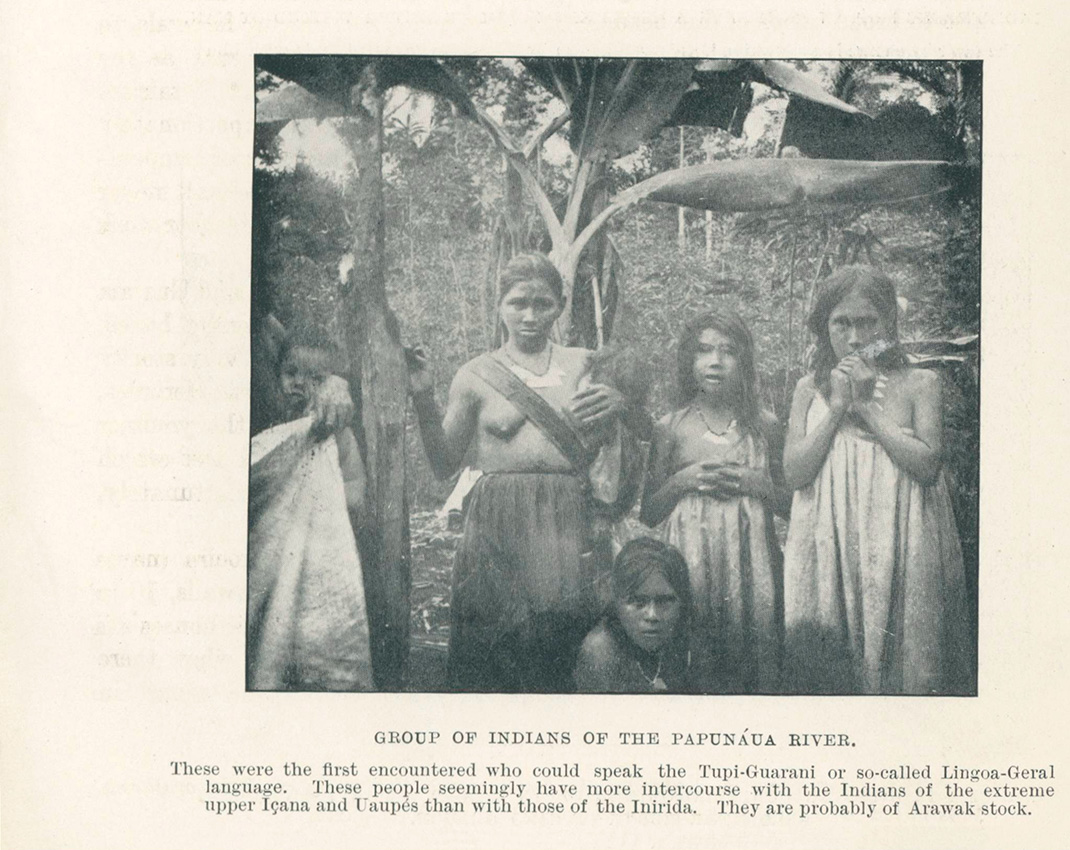 GROUP OF INDIANS OF THE PAPUNÁUA RIVER.
These were the first encountered who could speak the Tupi-Guarani or so-called Lingoa-Geral
language. These people seemingly have more intercourse with the Indians of the extreme
upper Içana and Uaupés than with those of the Inirida. They are probably of Arawak stock.